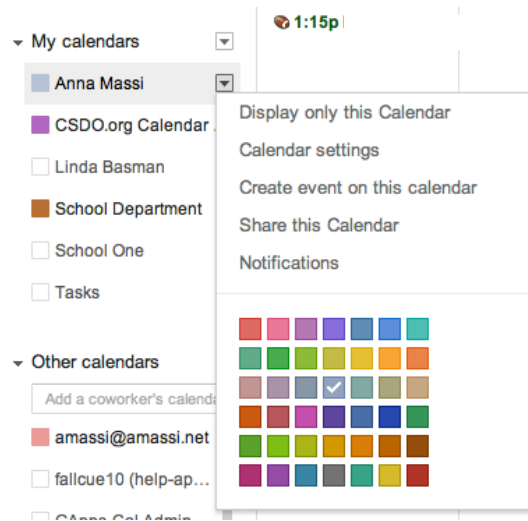 1:15p
My calendars
Anna Massi
CSDO.org Calendar
Linda Basman
School Department
School One
Tasks
Display only this Calendar
Calendar settings
Create event on this calendar
Share this Calendar
Notifications
Other calendars
Add a coworker's calenda
amassi@amassi.net
fallcue10 (help-ap...